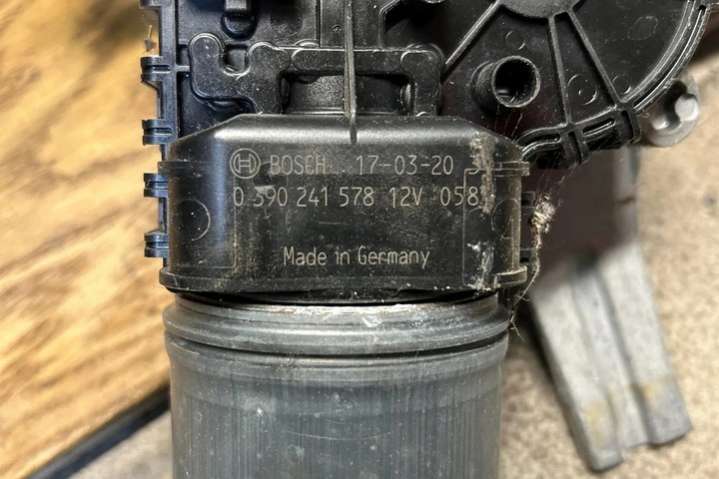 BOSCH 17-03-20
0 390 241 578 12V 058
Made in Germany